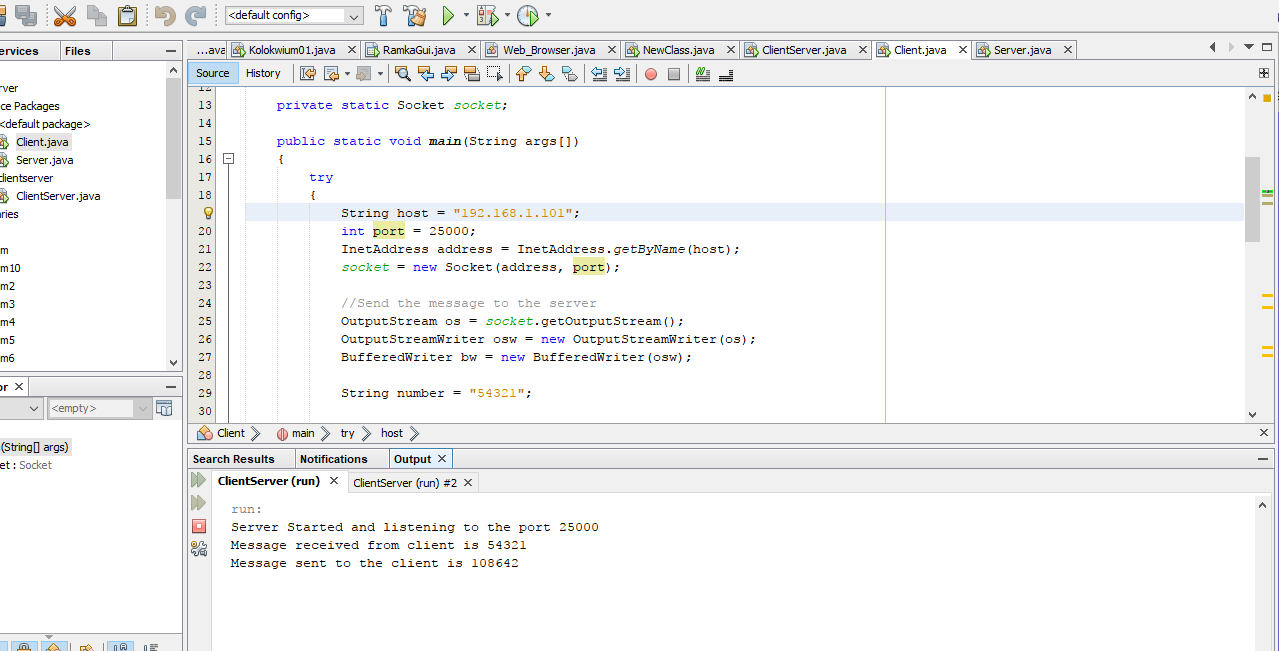 <default config>
ervices
Files
...ava
Kolokwium01.java
RamkaGui.java
Web_Browser.java
NewClass.java
ClientServer.java
Client.java
Server.java
Source
History
rver
ce Packages
<default package>
Client.java
Server.java
clientserver
ClientServer.java
aries
m
m10
m2
m3
m4
m5
m6
12
13 private static Socket socket;
14
15 public static void main(String args[])
16 {
17 try
18 {
String host = "192.168.1.101";
20 int port = 25000;
21 InetAddress address = InetAddress.getByName(host);
22 socket = new Socket(address, port);
23
24 //Send the message to the server
25 OutputStream os = socket.getOutputStream();
26 OutputStreamWriter osw = new OutputStreamWriter(os);
27 BufferedWriter bw = new BufferedWriter(osw);
28
29 String number = "54321";
30
Client
main
try
host
or
<empty>
(String[] args)
et : Socket
Search Results
Notifications
Output
ClientServer (run)
ClientServer (run) #2
run:
Server Started and listening to the port 25000
Message received from client is 54321
Message sent to the client is 108642